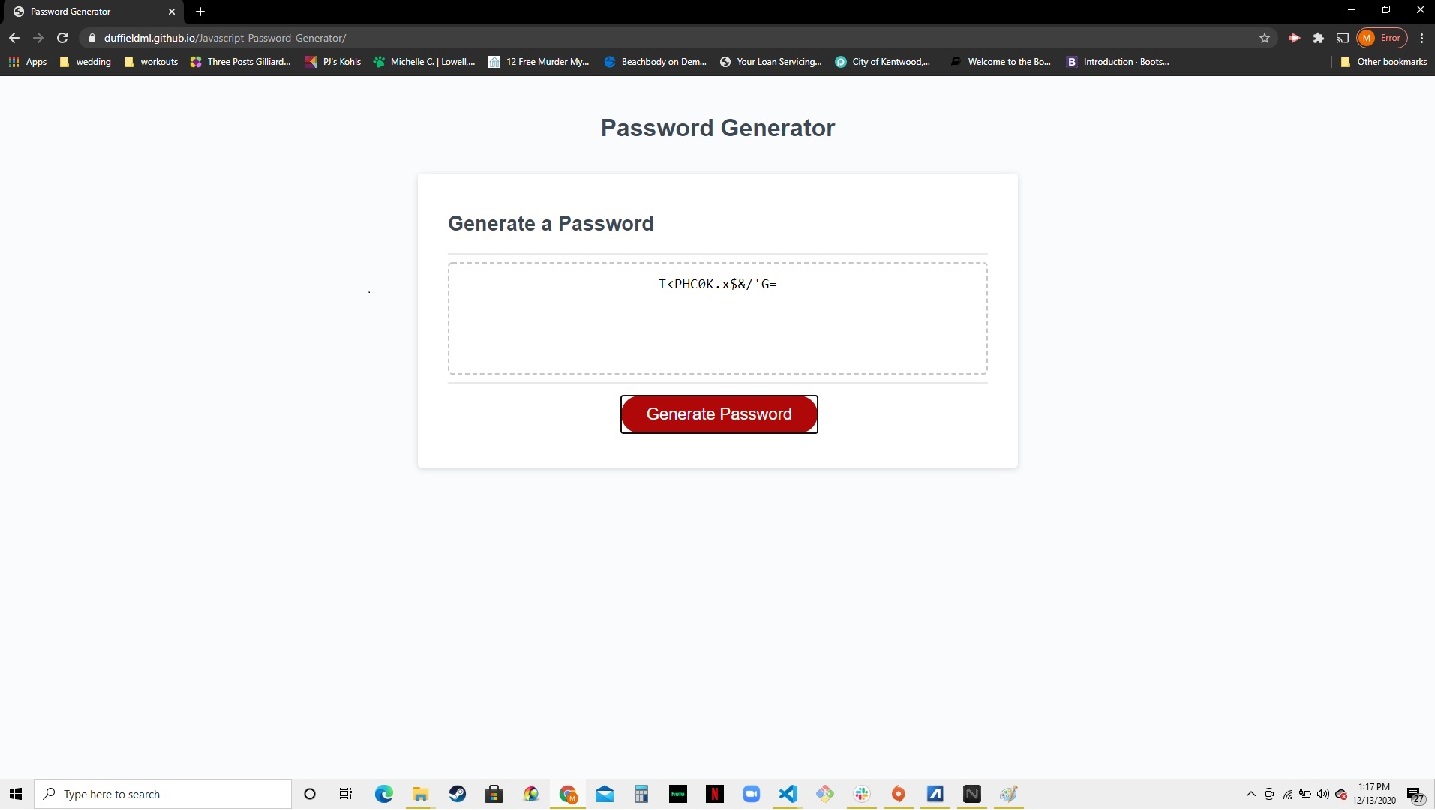 Password Generator
duffieldml.github.io/Javascript-Password-Generator/
M Error
Apps wedding workouts Three Posts Gilliard... PJ's Kohls Michelle C. | Lowell,... 12 Free Murder My... Beachbody on Dem... Your Loan Servicing... City of Kentwood,... Welcome to the Bo... B Introduction · Boots... Other bookmarks
Password Generator
Generate a Password
T<PHC0K.x$&/'G=
Generate Password
Type here to search
1:17 PM
12/13/2020
27